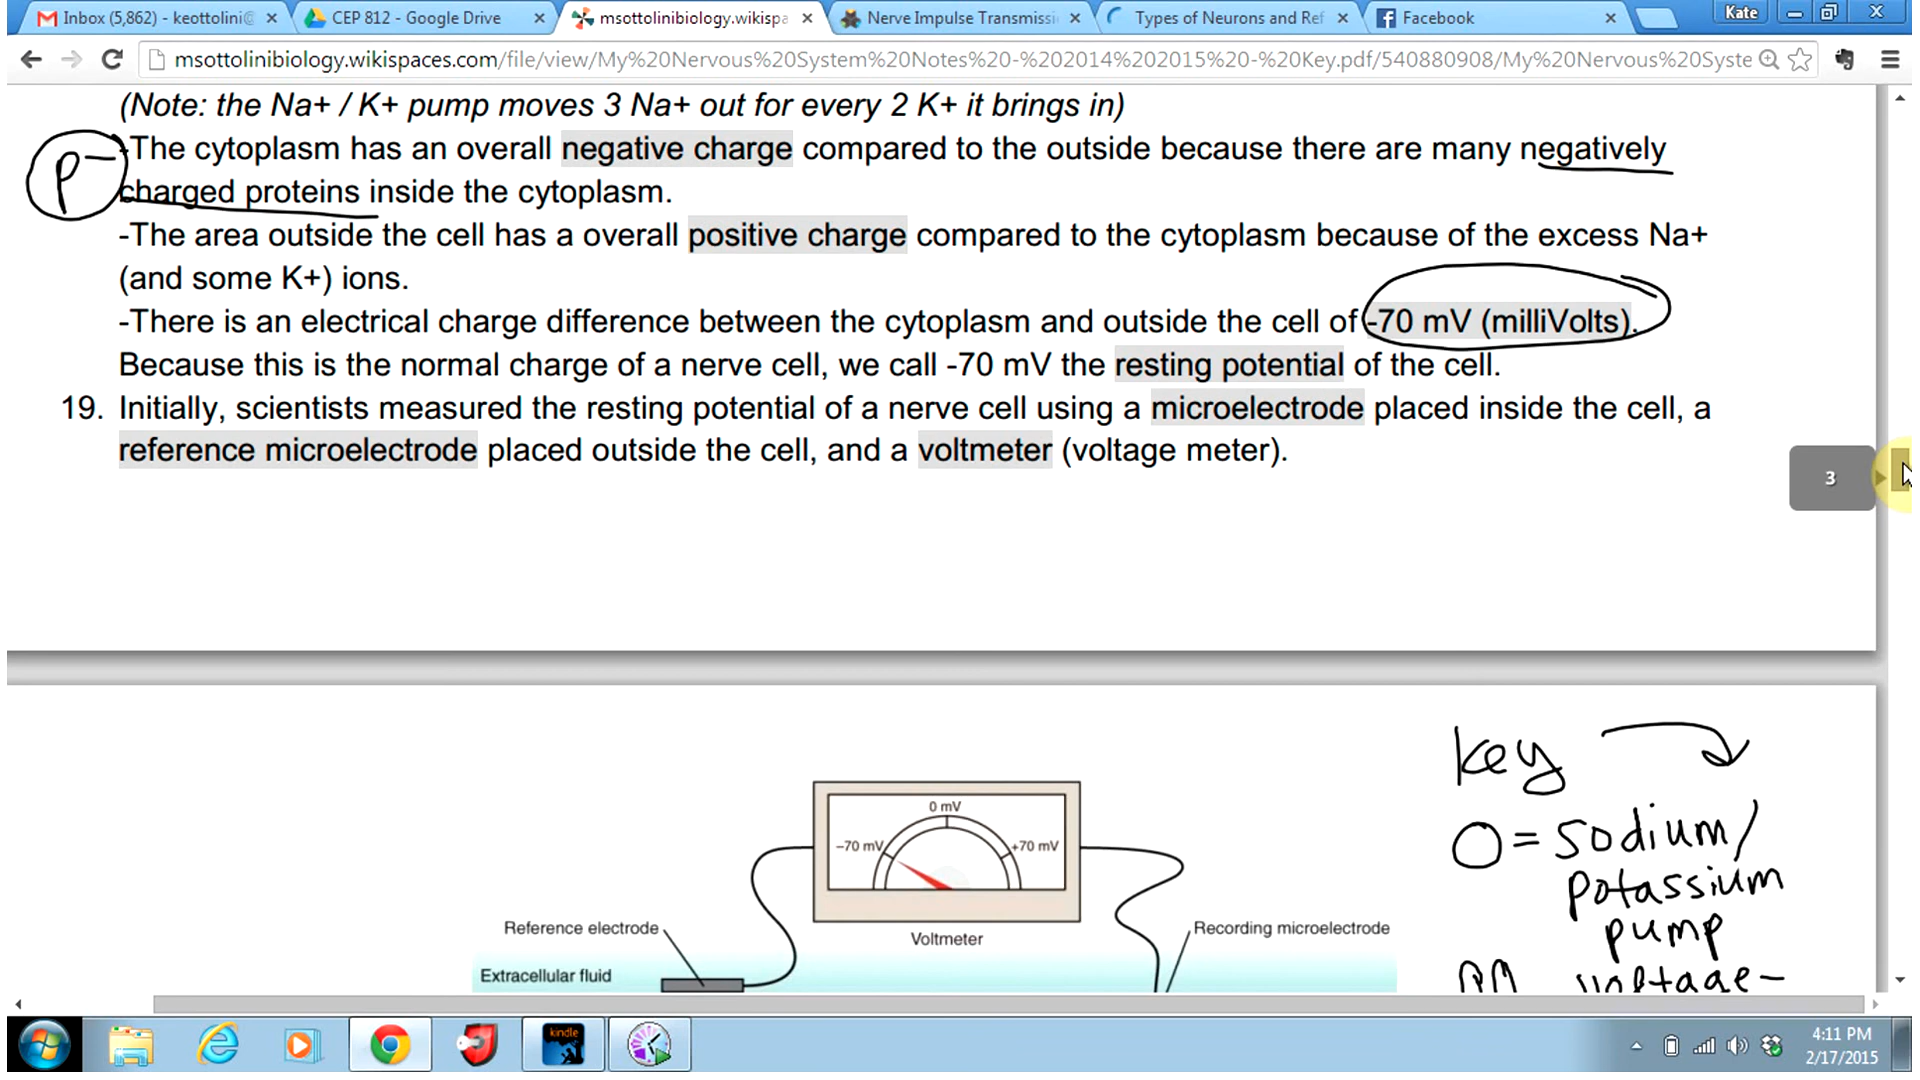 Inbox (5,862) - keottolini@
CEP 812 - Google Drive
msottolinibiology.wikispa
Nerve Impulse Transmissi
Types of Neurons and Ref
Facebook
Kate
msottolinibiology.wikispaces.com/file/view/My%20Nervous%20System%20Notes%20-%202014%202015%20-%20Key.pdf/540880908/My%20Nervous%20Syste
(Note: the Na+ / K+ pump moves 3 Na+ out for every 2 K+ it brings in)
P-
-The cytoplasm has an overall negative charge compared to the outside because there are many negatively
charged proteins inside the cytoplasm.
-The area outside the cell has a overall positive charge compared to the cytoplasm because of the excess Na+
(and some K+) ions.
-There is an electrical charge difference between the cytoplasm and outside the cell of -70 mV (milliVolts).
Because this is the normal charge of a nerve cell, we call -70 mV the resting potential of the cell.
19. Initially, scientists measured the resting potential of a nerve cell using a microelectrode placed inside the cell, a
reference microelectrode placed outside the cell, and a voltmeter (voltage meter).
3
key
O = sodium/
potassium
pump
voltage-
0 mV
-70 mV
+70 mV
Voltmeter
Reference electrode
Recording microelectrode
Extracellular fluid
kindle
4:11 PM
2/17/2015